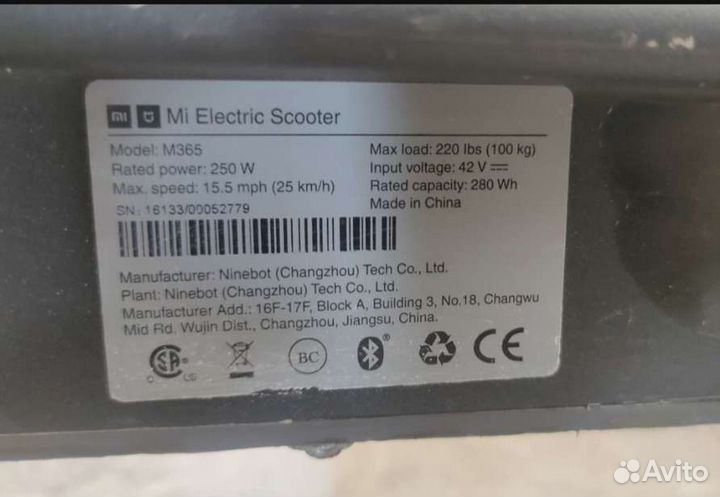 mi Mi Electric Scooter
Model: M365
Rated power: 250 W
Max. speed: 15.5 mph (25 km/h)
SN: 16133/00052779
Max load: 220 lbs (100 kg)
Input voltage: 42 V
Rated capacity: 280 Wh
Made in China
Manufacturer: Ninebot (Changzhou) Tech Co., Ltd.
Plant: Ninebot (Changzhou) Tech Co., Ltd.
Manufacturer Add.: 16F-17F, Block A, Building 3, No.18, Changwu
Mid Rd. Wujin Dist., Changzhou, Jiangsu, China.
C SA US BC CE
Avito